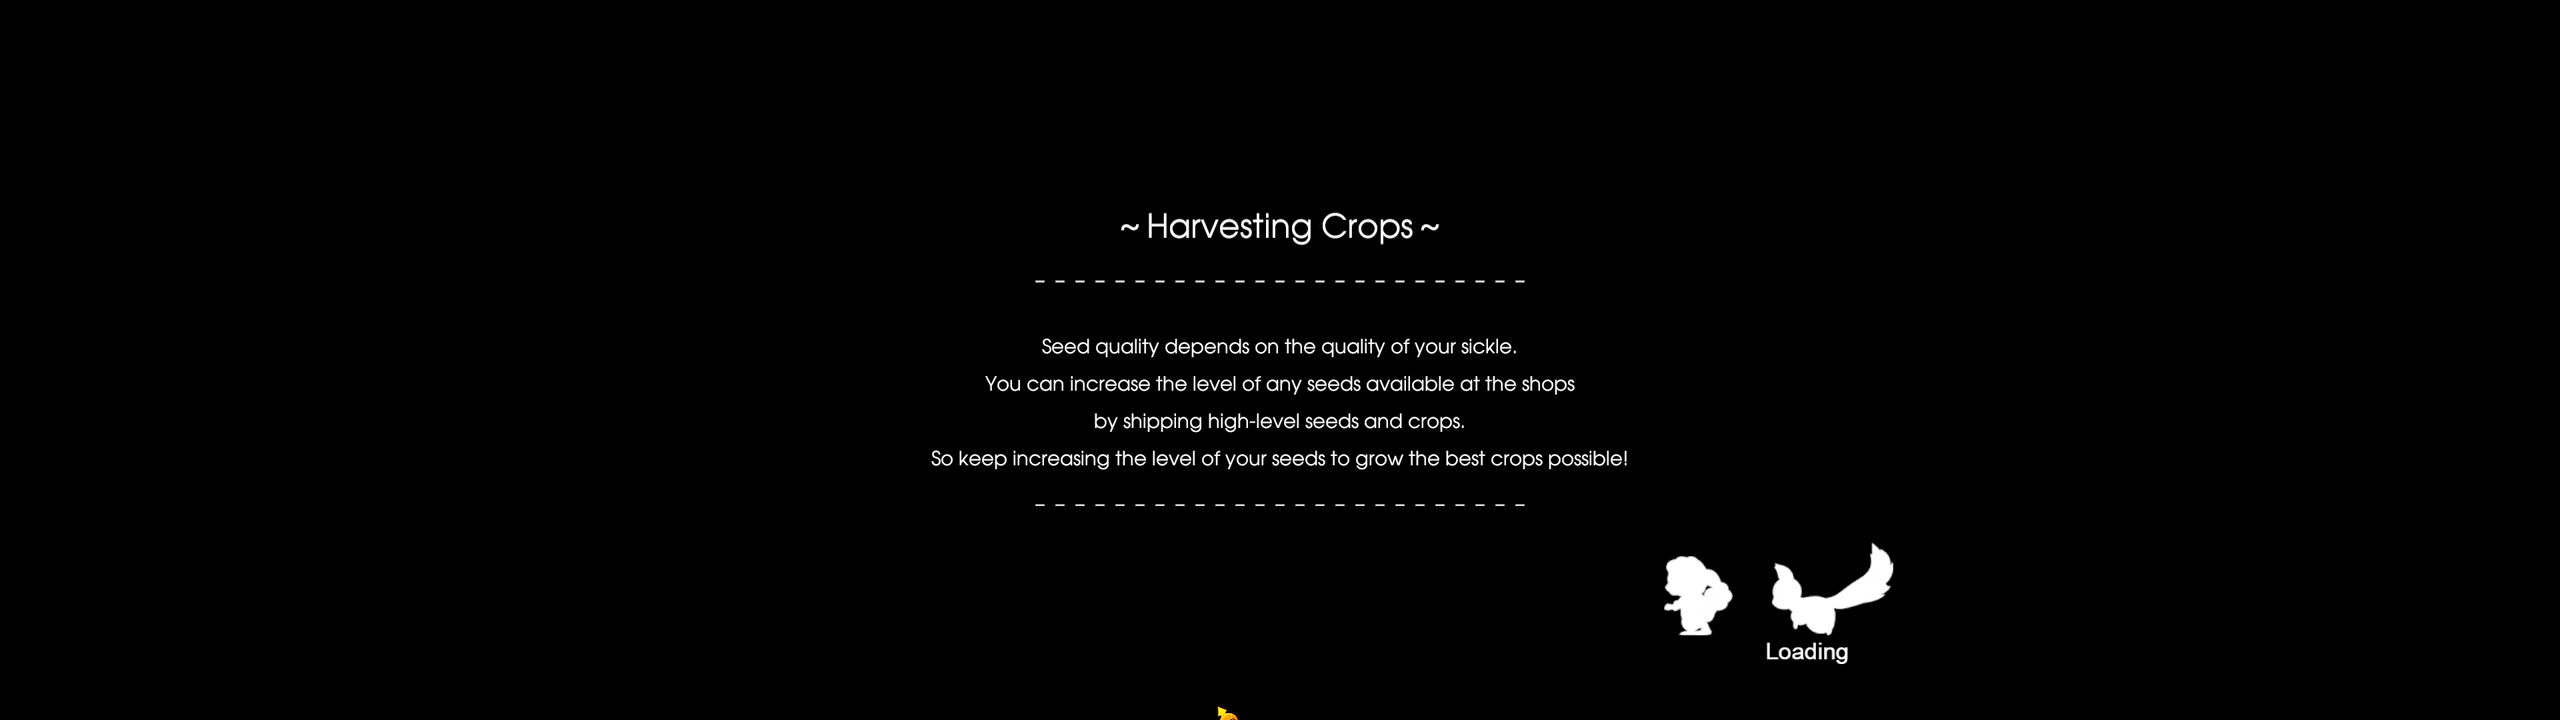 ~ Harvesting Crops ~
- - - - - - - - - - - - - - - - - - - - - - - - -
Seed quality depends on the quality of your sickle.
You can increase the level of any seeds available at the shops
by shipping high-level seeds and crops.
So keep increasing the level of your seeds to grow the best crops possible!
- - - - - - - - - - - - - - - - - - - - - - - - -
Loading